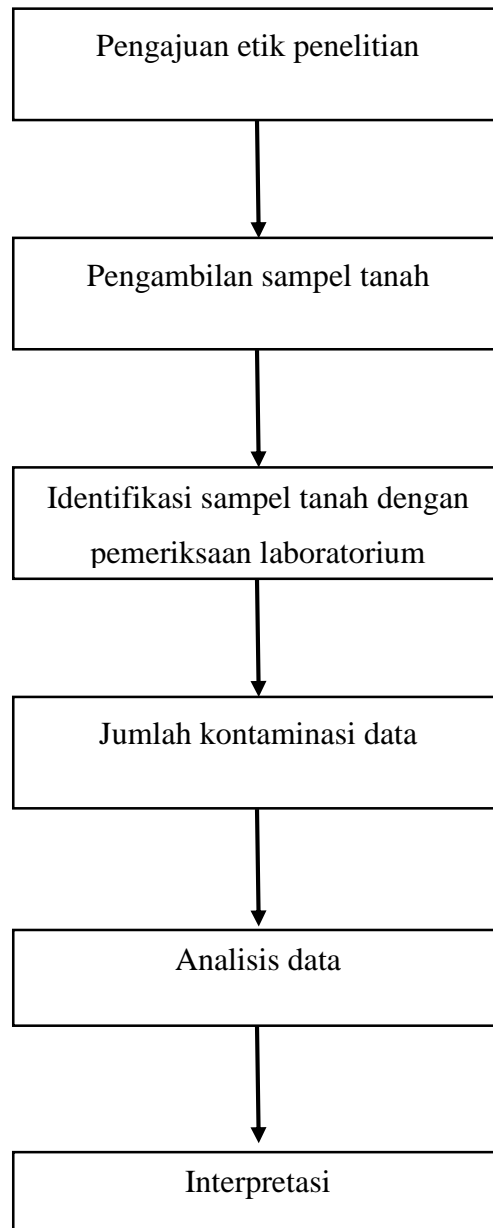 Pengajuan etik penelitian
Pengambilan sampel tanah
Identifikasi sampel tanah dengan
pemeriksaan laboratorium
Jumlah kontaminasi data
Analisis data
Interpretasi